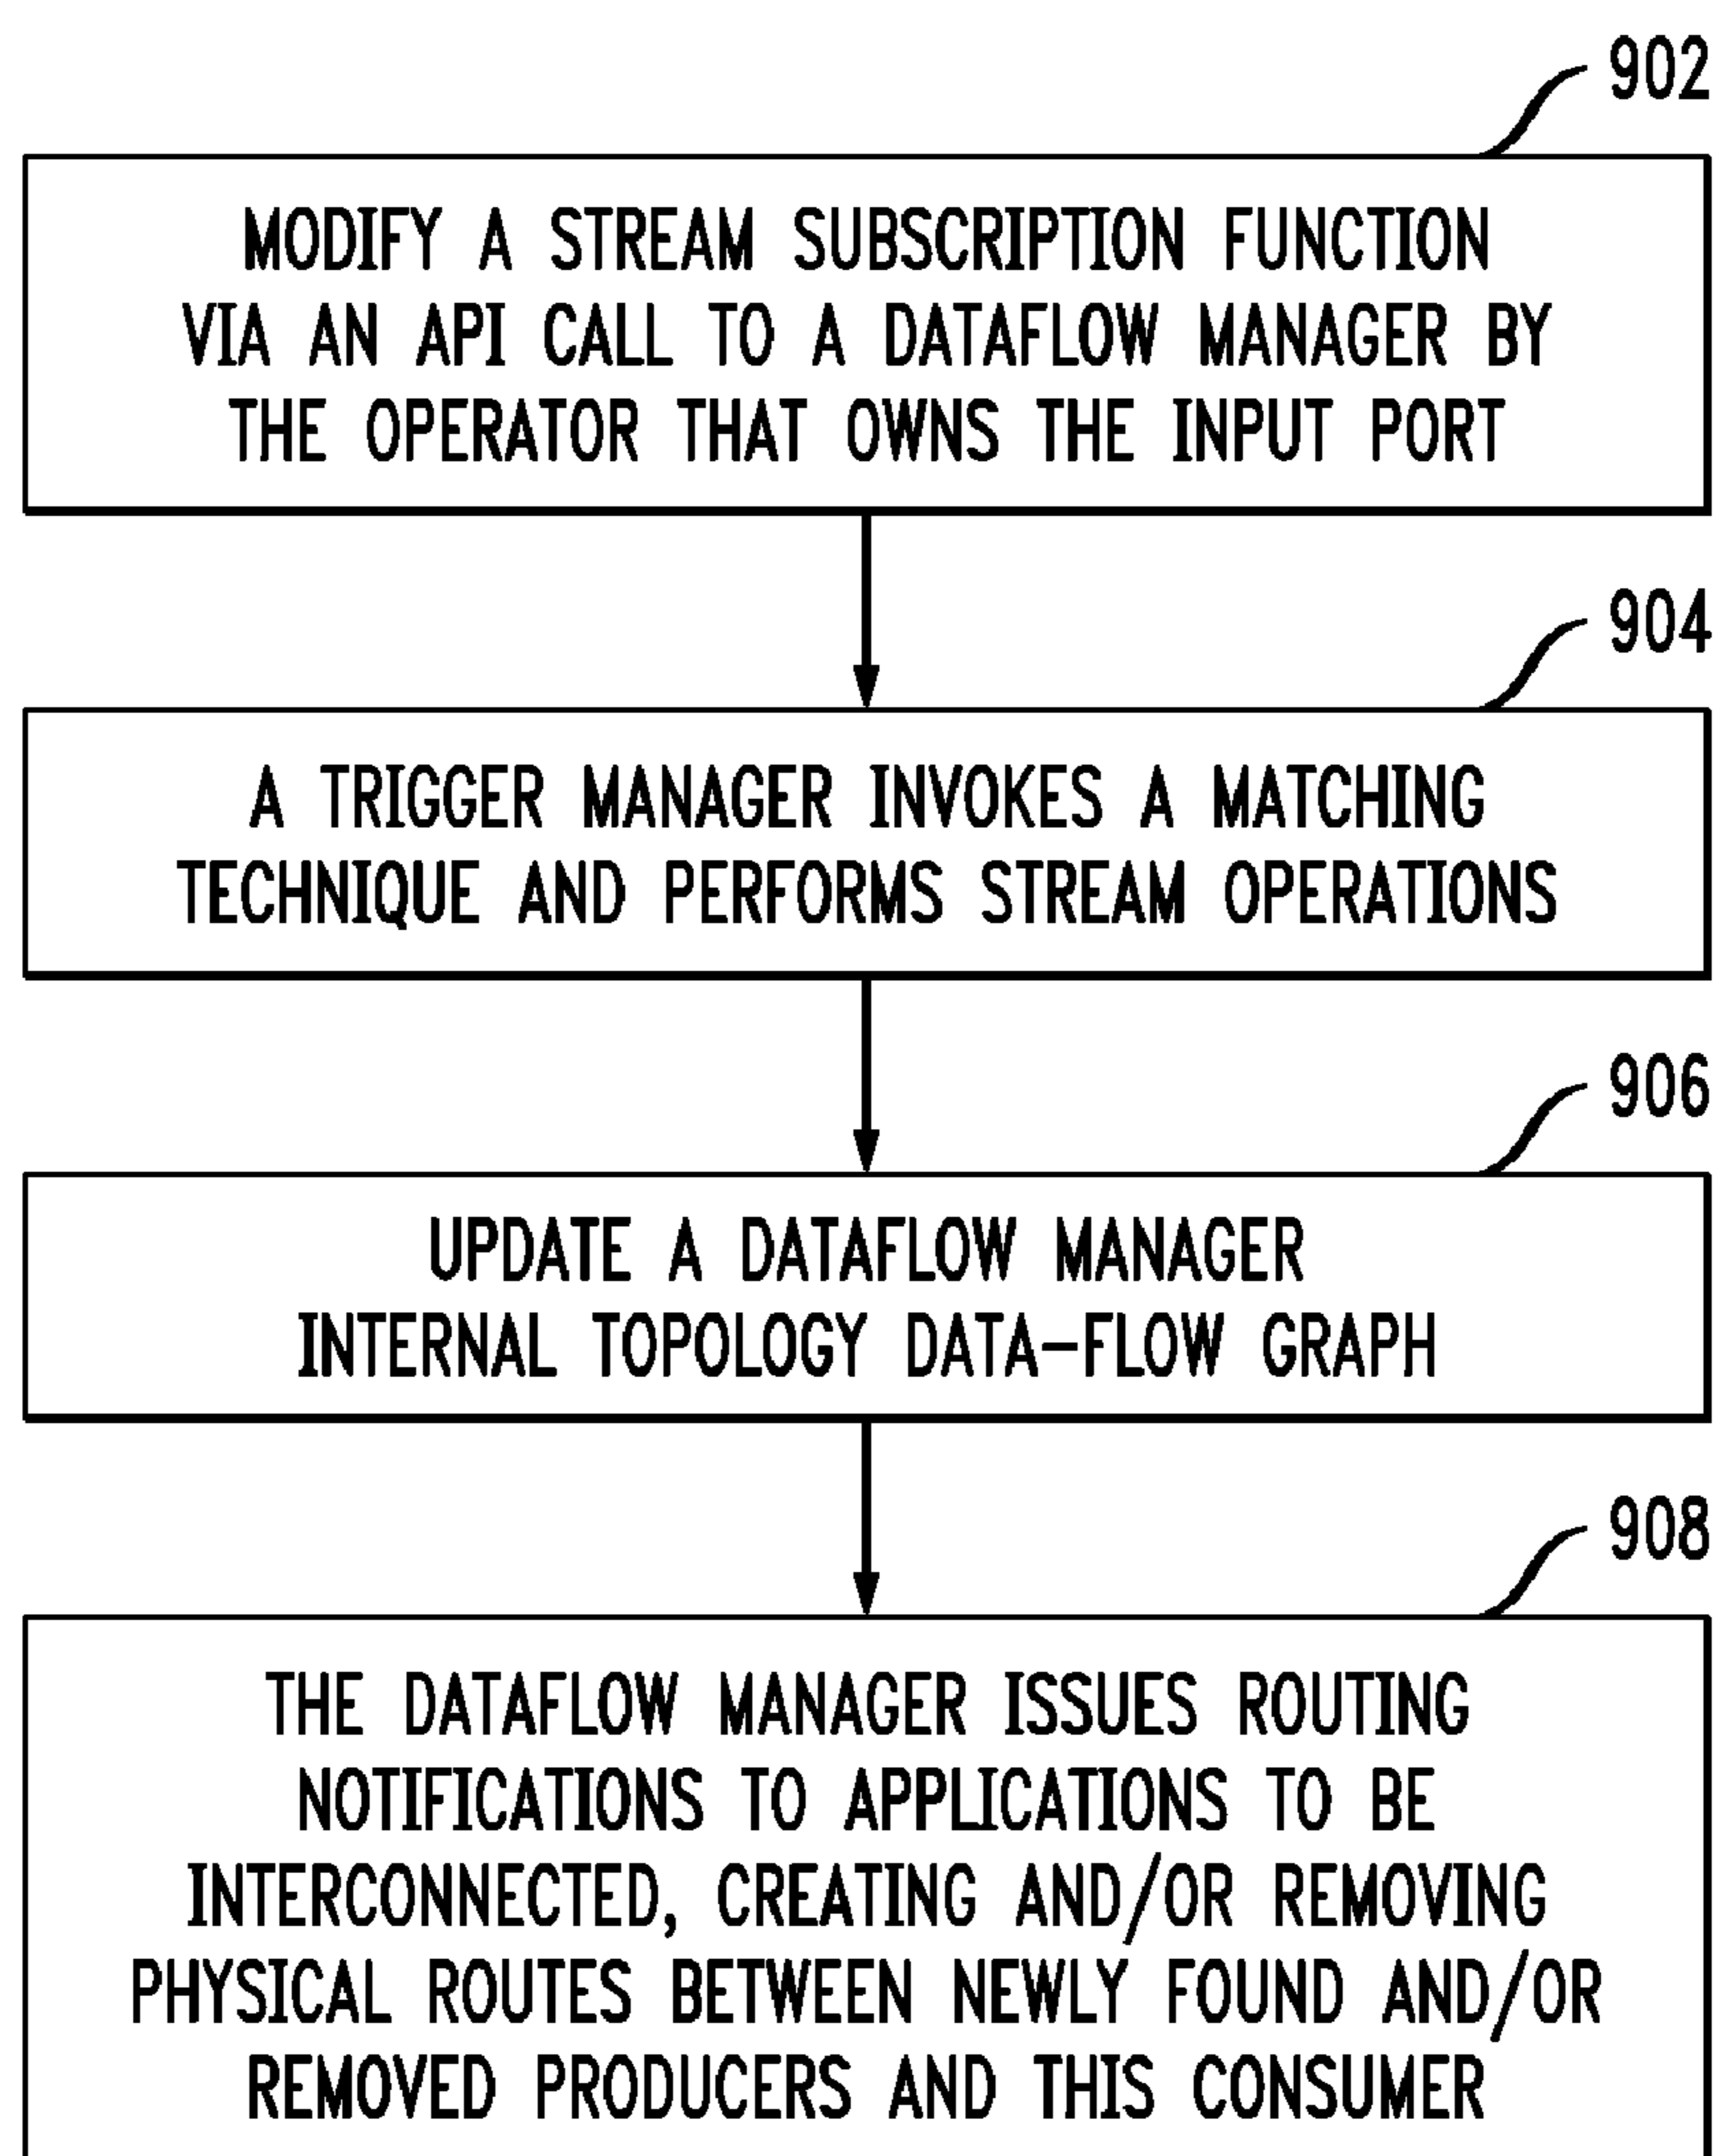 902
MODIFY A STREAM SUBSCRIPTION FUNCTION
VIA AN API CALL TO A DATAFLOW MANAGER BY
THE OPERATOR THAT OWNS THE INPUT PORT
904
A TRIGGER MANAGER INVOKES A MATCHING
TECHNIQUE AND PERFORMS STREAM OPERATIONS
906
UPDATE A DATAFLOW MANAGER
INTERNAL TOPOLOGY DATA-FLOW GRAPH
908
THE DATAFLOW MANAGER ISSUES ROUTING
NOTIFICATIONS TO APPLICATIONS TO BE
INTERCONNECTED, CREATING AND/OR REMOVING
PHYSICAL ROUTES BETWEEN NEWLY FOUND AND/OR
REMOVED PRODUCERS AND THIS CONSUMER